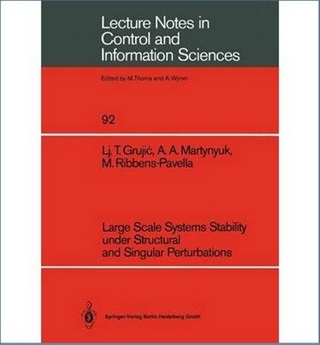 Lecture Notes in
Control and
Information Sciences
Edited by M.Thoma and A.Wyner
92
Lj. T. Grujić, A. A. Martynyuk,
M. Ribbens-Pavella
Large Scale Systems Stability
under Structural
and Singular Perturbations
Springer-Verlag Berlin Heidelberg GmbH